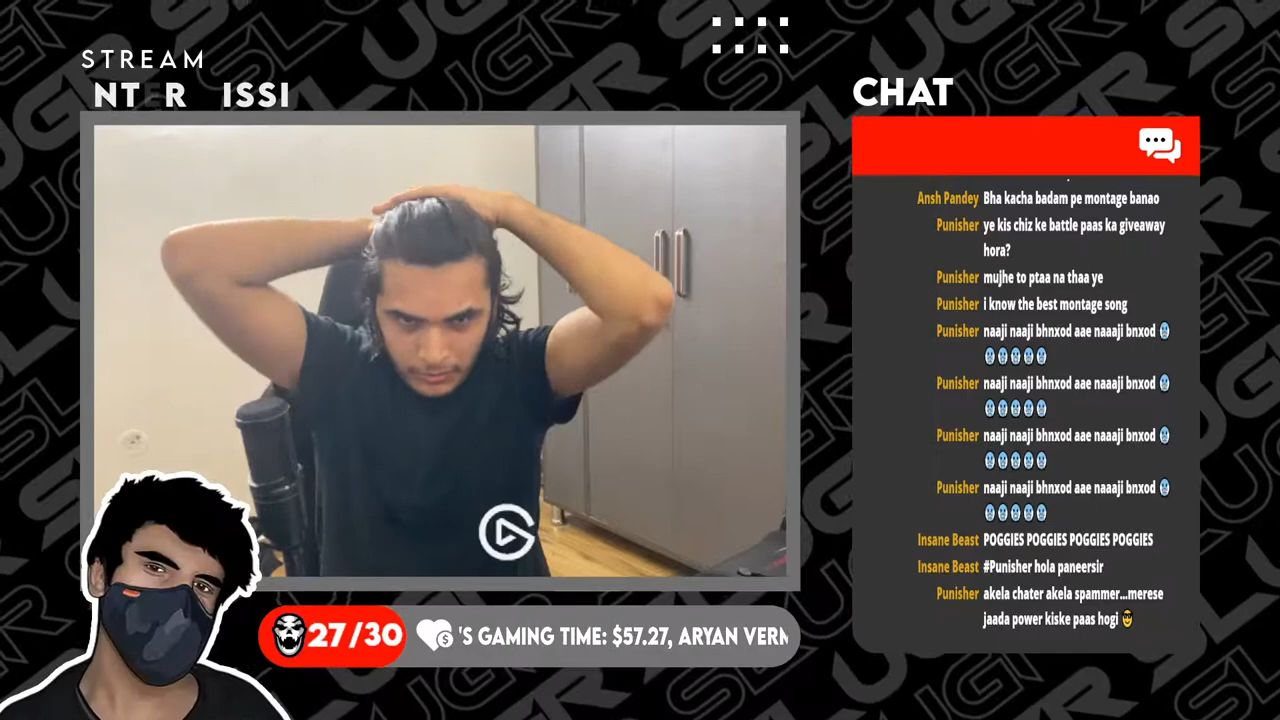 STREAM
NTER ISSI
CHAT
Ansh Pandey Bha kacha badam pe montage banao
Punisher ye kis chiz ke battle paas ka giveaway
hora?
Punisher mujhe to ptaa na thaa ye
Punisher i know the best montage song
Punisher naaji naaji bhnxod aae naaaji bnxod 🥶
🥶🥶🥶🥶🥶
Punisher naaji naaji bhnxod aae naaaji bnxod 🥶
🥶🥶🥶🥶🥶
Punisher naaji naaji bhnxod aae naaaji bnxod 🥶
🥶🥶🥶🥶🥶
Punisher naaji naaji bhnxod aae naaaji bnxod 🥶
🥶🥶🥶🥶🥶
Insane Beast POGGIES POGGIES POGGIES POGGIES
Insane Beast #Punisher hola paneersir
Punisher akela chater akela spammer...merese
jaada power kiske paas hogi 😎
27/30
'S GAMING TIME: $57.27, ARYAN VERM